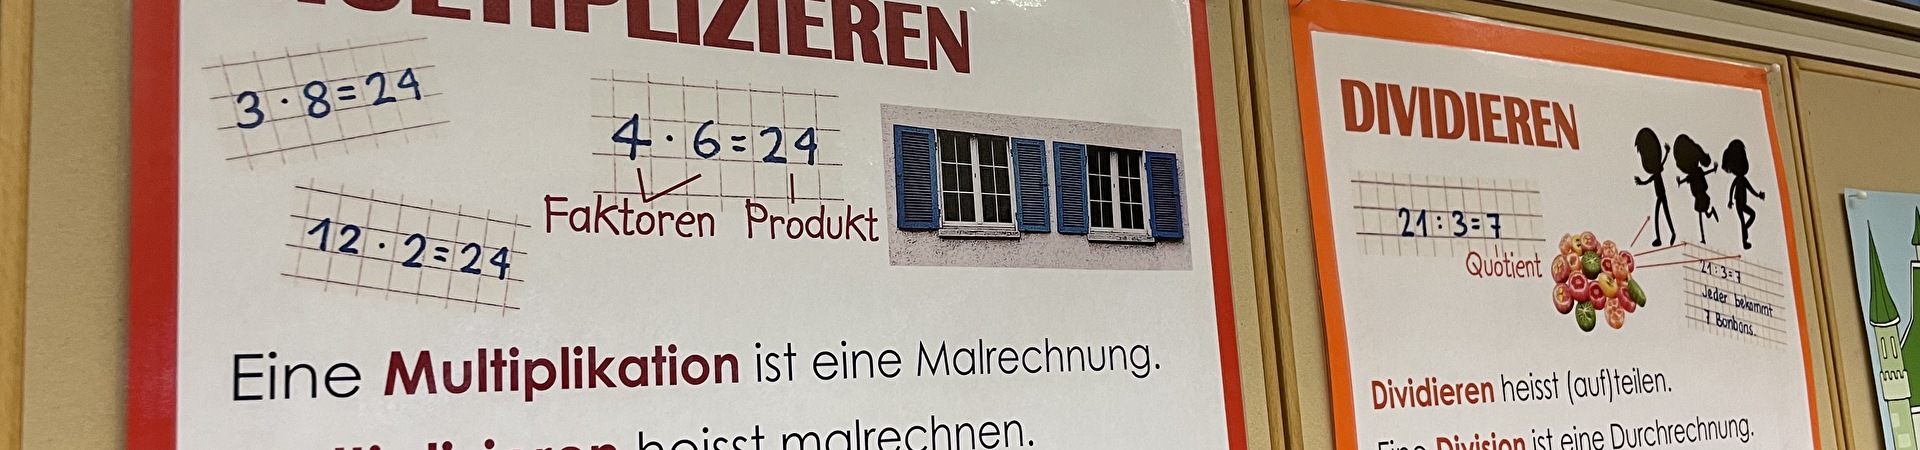 MULTIPLIZIEREN
3 · 8 = 24
4 · 6 = 24
Faktoren Produkt
12 · 2 = 24
Eine Multiplikation ist eine Malrechnung.
Multiplizieren heisst malrechnen.
DIVIDIEREN
21 : 3 = 7
Quotient
21 : 3 = 7
Jeder bekommt
7 Bonbons.
Dividieren heisst (auf)teilen.
Eine Division ist eine Durchrechnung.